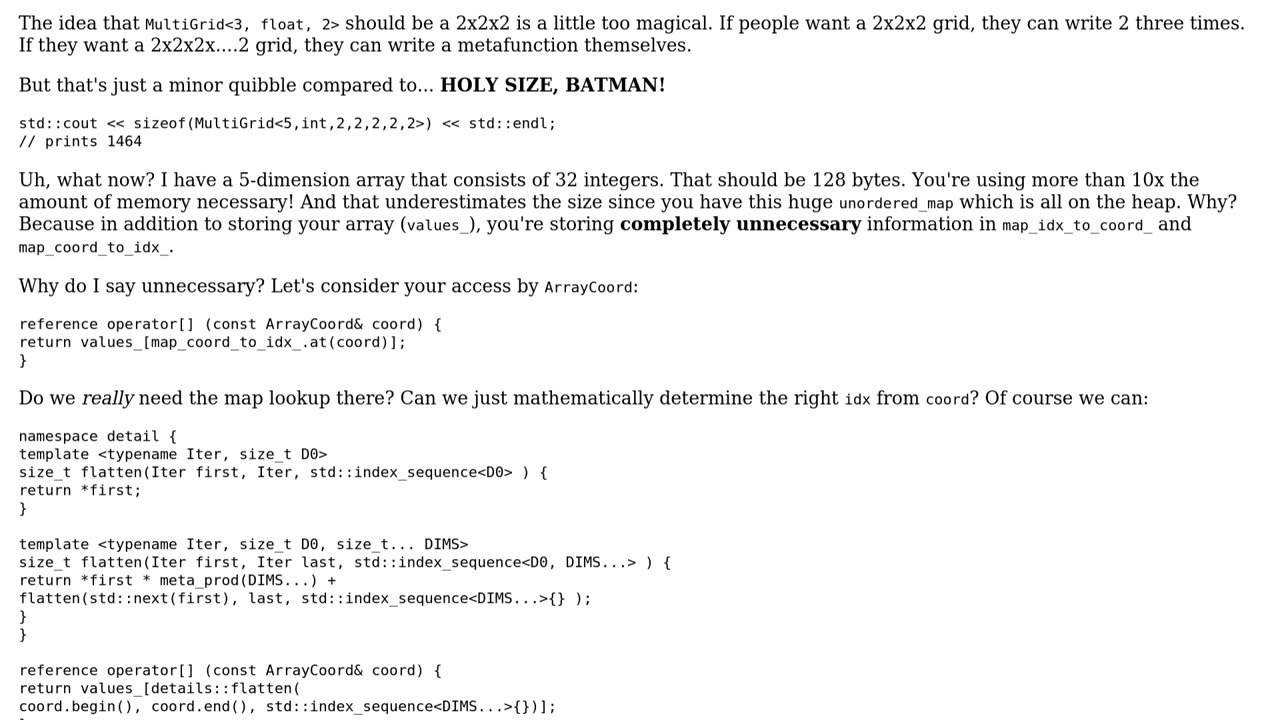 The idea that MultiGrid<3, float, 2> should be a 2x2x2 is a little too magical. If people want a 2x2x2 grid, they can write 2 three times.
If they want a 2x2x2x....2 grid, they can write a metafunction themselves.
But that's just a minor quibble compared to... HOLY SIZE, BATMAN!
std::cout << sizeof(MultiGrid<5,int,2,2,2,2,2>) << std::endl;
// prints 1464
Uh, what now? I have a 5-dimension array that consists of 32 integers. That should be 128 bytes. You're using more than 10x the
amount of memory necessary! And that underestimates the size since you have this huge unordered_map which is all on the heap. Why?
Because in addition to storing your array (values_), you're storing completely unnecessary information in map_idx_to_coord_ and
map_coord_to_idx_.
Why do I say unnecessary? Let's consider your access by ArrayCoord:
reference operator[] (const ArrayCoord& coord) {
return values_[map_coord_to_idx_.at(coord)];
}
Do we really need the map lookup there? Can we just mathematically determine the right idx from coord? Of course we can:
namespace detail {
template <typename Iter, size_t D0>
size_t flatten(Iter first, Iter, std::index_sequence<D0> ) {
return *first;
}
template <typename Iter, size_t D0, size_t... DIMS>
size_t flatten(Iter first, Iter last, std::index_sequence<D0, DIMS...> ) {
return *first * meta_prod(DIMS...) +
flatten(std::next(first), last, std::index_sequence<DIMS...>{} );
}
}
reference operator[] (const ArrayCoord& coord) {
return values_[details::flatten(
coord.begin(), coord.end(), std::index_sequence<DIMS...>{})];